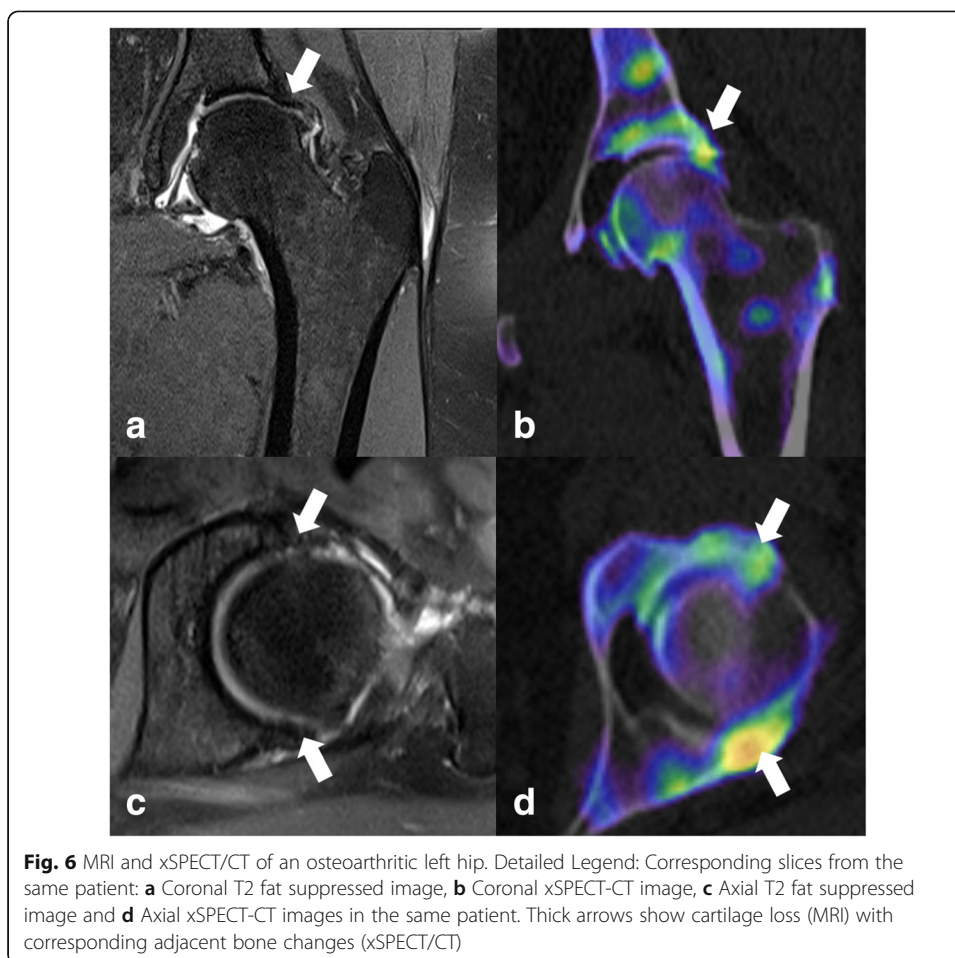 a
b
c
d
Fig. 6 MRI and xSPECT/CT of an osteoarthritic left hip. Detailed Legend: Corresponding slices from the
same patient: a Coronal T2 fat suppressed image, b Coronal xSPECT-CT image, c Axial T2 fat suppressed
image and d Axial xSPECT-CT images in the same patient. Thick arrows show cartilage loss (MRI) with
corresponding adjacent bone changes (xSPECT/CT)